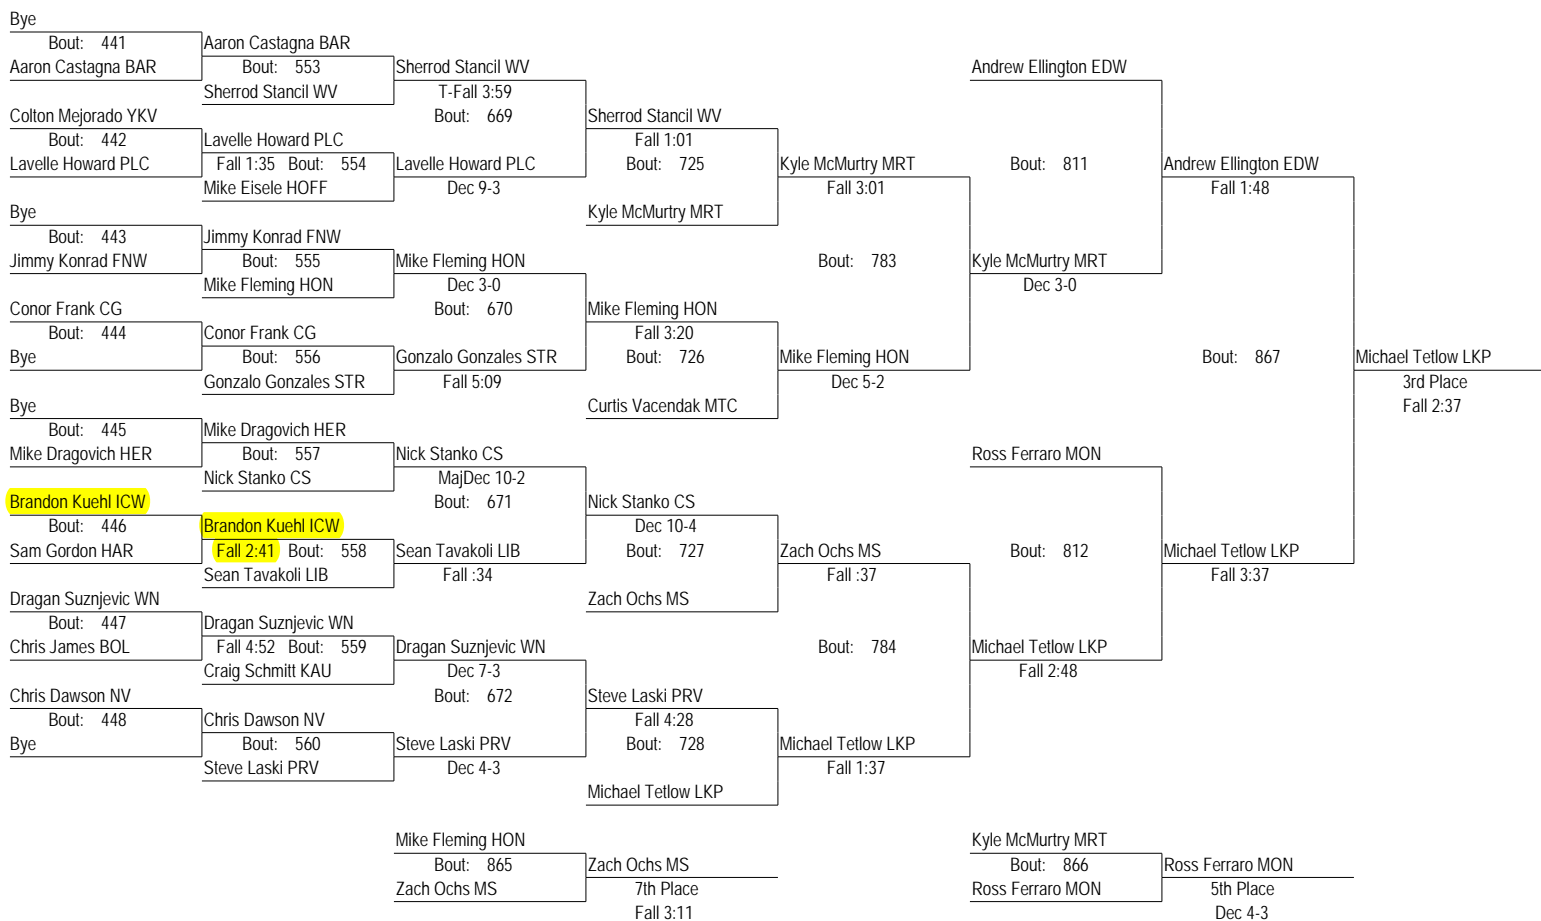 Bye
Bout: 441
Aaron Castagna BAR
Aaron Castagna BAR
Bout: 553
Sherrod Stancil WV
Sherrod Stancil WV
T-Fall 3:59
Bout: 669
Colton Mejorado YKV
Bout: 442
Lavelle Howard PLC
Lavelle Howard PLC
Fall 1:35 Bout: 554
Mike Eisele HOFF
Lavelle Howard PLC
Dec 9-3
Sherrod Stancil WV
Fall 1:01
Bout: 725
Kyle McMurtry MRT
Kyle McMurtry MRT
Fall 3:01
Bye
Bout: 443
Jimmy Konrad FNW
Jimmy Konrad FNW
Bout: 555
Mike Fleming HON
Mike Fleming HON
Dec 3-0
Bout: 670
Conor Frank CG
Bout: 444
Bye
Conor Frank CG
Bout: 556
Gonzalo Gonzales STR
Gonzalo Gonzales STR
Fall 5:09
Mike Fleming HON
Fall 3:20
Bout: 726
Curtis Vacendak MTC
Mike Fleming HON
Dec 5-2
Bout: 783
Andrew Ellington EDW
Bout: 811
Kyle McMurtry MRT
Dec 3-0
Andrew Ellington EDW
Fall 1:48
Bye
Bout: 445
Mike Dragovich HER
Mike Dragovich HER
Bout: 557
Nick Stanko CS
Nick Stanko CS
MajDec 10-2
Bout: 671
Brandon Kuehl ICW
Bout: 446
Sam Gordon HAR
Brandon Kuehl ICW
Fall 2:41 Bout: 558
Sean Tavakoli LIB
Sean Tavakoli LIB
Fall :34
Nick Stanko CS
Dec 10-4
Bout: 727
Zach Ochs MS
Zach Ochs MS
Fall :37
Dragan Suznjevic WN
Bout: 447
Chris James BOL
Dragan Suznjevic WN
Fall 4:52 Bout: 559
Craig Schmitt KAU
Dragan Suznjevic WN
Dec 7-3
Bout: 672
Chris Dawson NV
Bout: 448
Bye
Chris Dawson NV
Bout: 560
Steve Laski PRV
Steve Laski PRV
Dec 4-3
Steve Laski PRV
Fall 4:28
Bout: 728
Michael Tetlow LKP
Michael Tetlow LKP
Fall 1:37
Bout: 784
Ross Ferraro MON
Bout: 812
Michael Tetlow LKP
Fall 2:48
Michael Tetlow LKP
Fall 3:37
Bout: 867
Michael Tetlow LKP
3rd Place
Fall 2:37
Mike Fleming HON
Bout: 865
Zach Ochs MS
Zach Ochs MS
7th Place
Fall 3:11
Kyle McMurtry MRT
Bout: 866
Ross Ferraro MON
Ross Ferraro MON
5th Place
Dec 4-3